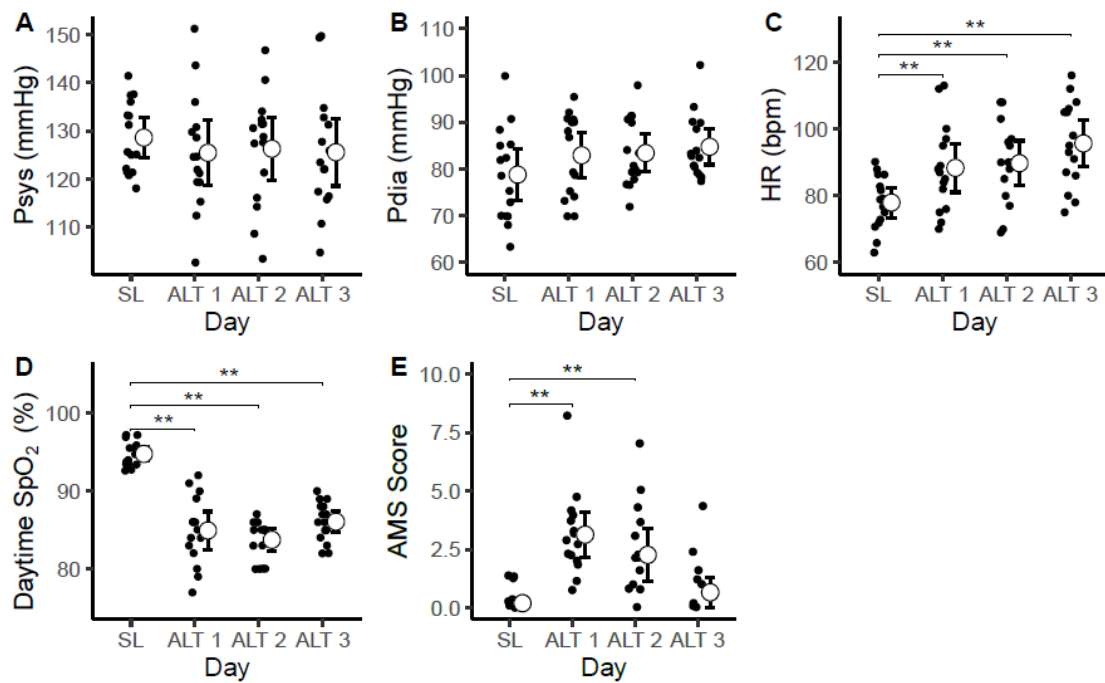 A
Psys (mmHg)
150
140
130
120
110
SL ALT 1 ALT 2 ALT 3
Day
B
Pdia (mmHg)
110
100
90
80
70
60
SL ALT 1 ALT 2 ALT 3
Day
C
HR (bpm)
120
100
80
60
**
**
**
SL ALT 1 ALT 2 ALT 3
Day
D
Daytime SpO₂ (%)
100
90
80
**
**
**
SL ALT 1 ALT 2 ALT 3
Day
E
AMS Score
10.0
7.5
5.0
2.5
0.0
**
**
SL ALT 1 ALT 2 ALT 3
Day